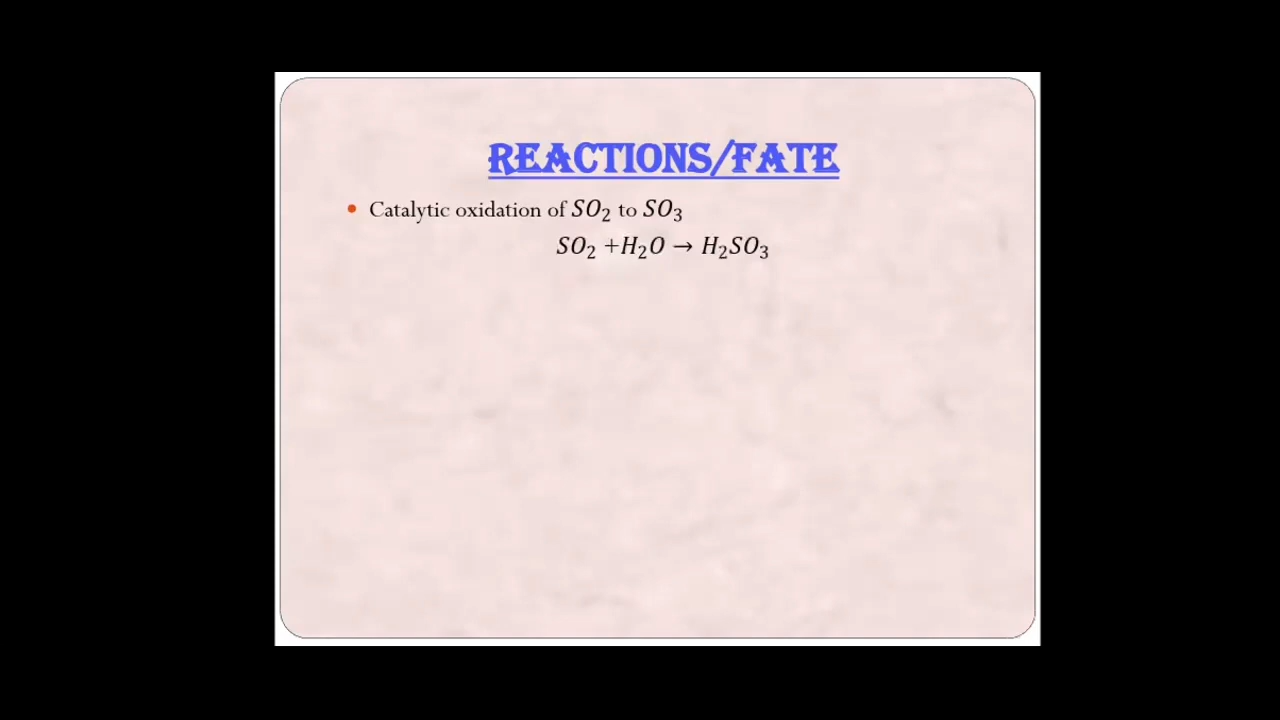 REACTIONS/FATE
• Catalytic oxidation of SO₂ to SO₃
SO₂ +H₂O → H₂SO₃